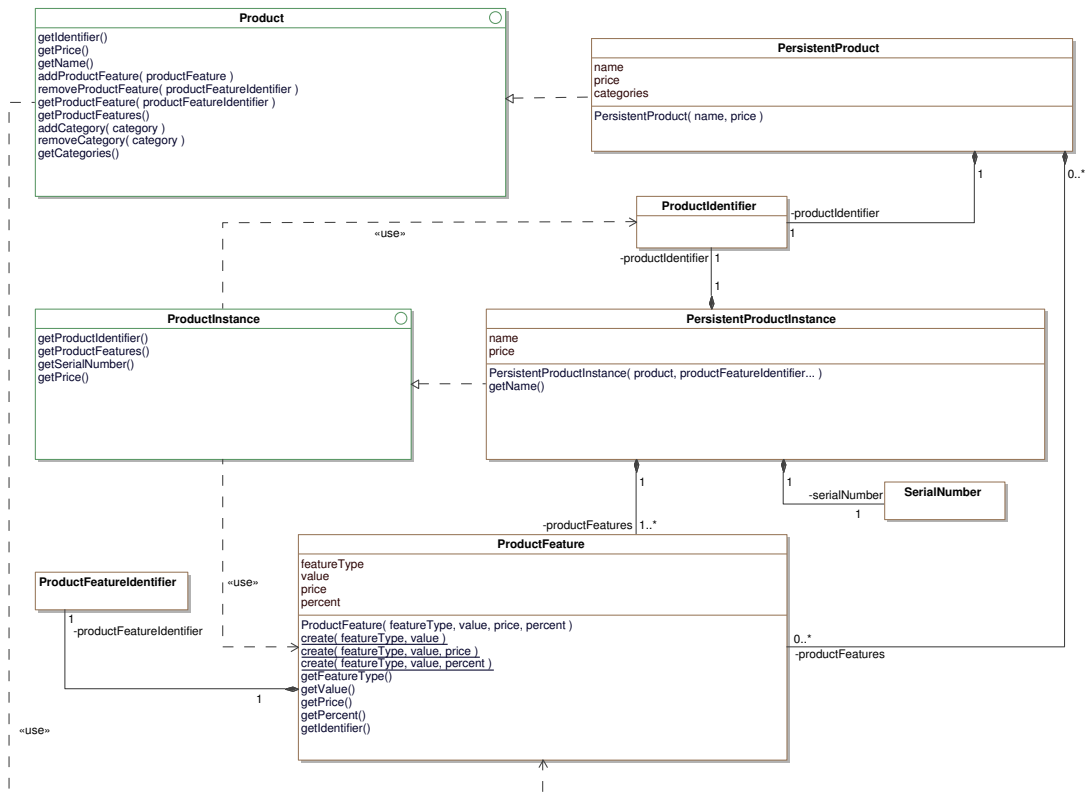 Product
getIdentifier()
getPrice()
getName()
addProductFeature( productFeature )
removeProductFeature( productFeatureIdentifier )
getProductFeature( productFeatureIdentifier )
getProductFeatures()
addCategory( category )
removeCategory( category )
getCategories()
PersistentProduct
name
price
categories
PersistentProduct( name, price )
1
0..*
ProductIdentifier
-productIdentifier
1
«use»
-productIdentifier
1
1
ProductInstance
getProductIdentifier()
getProductFeatures()
getSerialNumber()
getPrice()
PersistentProductInstance
name
price
PersistentProductInstance( product, productFeatureIdentifier... )
getName()
1
1
-serialNumber
1
SerialNumber
-productFeatures
1..*
ProductFeature
featureType
value
price
percent
ProductFeature( featureType, value, price, percent )
create( featureType, value )
create( featureType, value, price )
create( featureType, value, percent )
getFeatureType()
getValue()
getPrice()
getPercent()
getIdentifier()
ProductFeatureIdentifier
1
-productFeatureIdentifier
«use»
1
0..*
-productFeatures
«use»